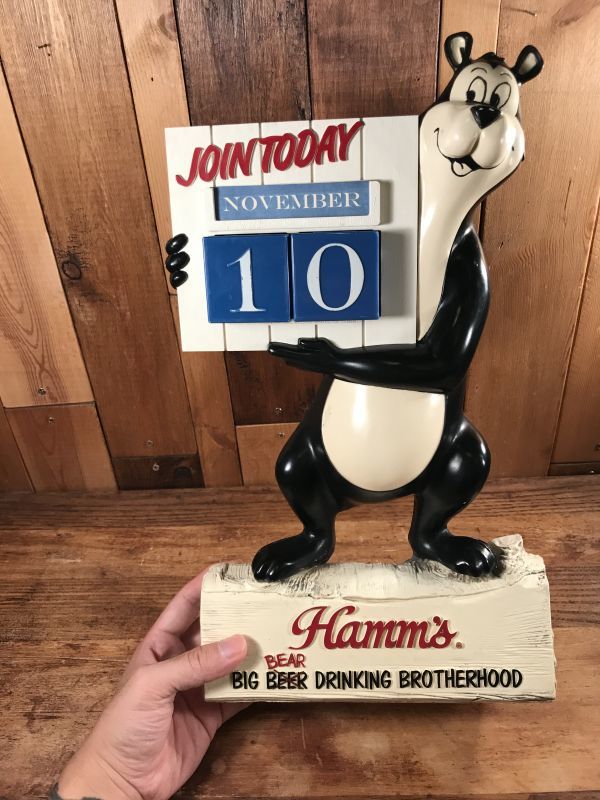 JOIN TODAY
NOVEMBER
10
Hamm's®
BEAR
BIG BEER DRINKING BROTHERHOOD